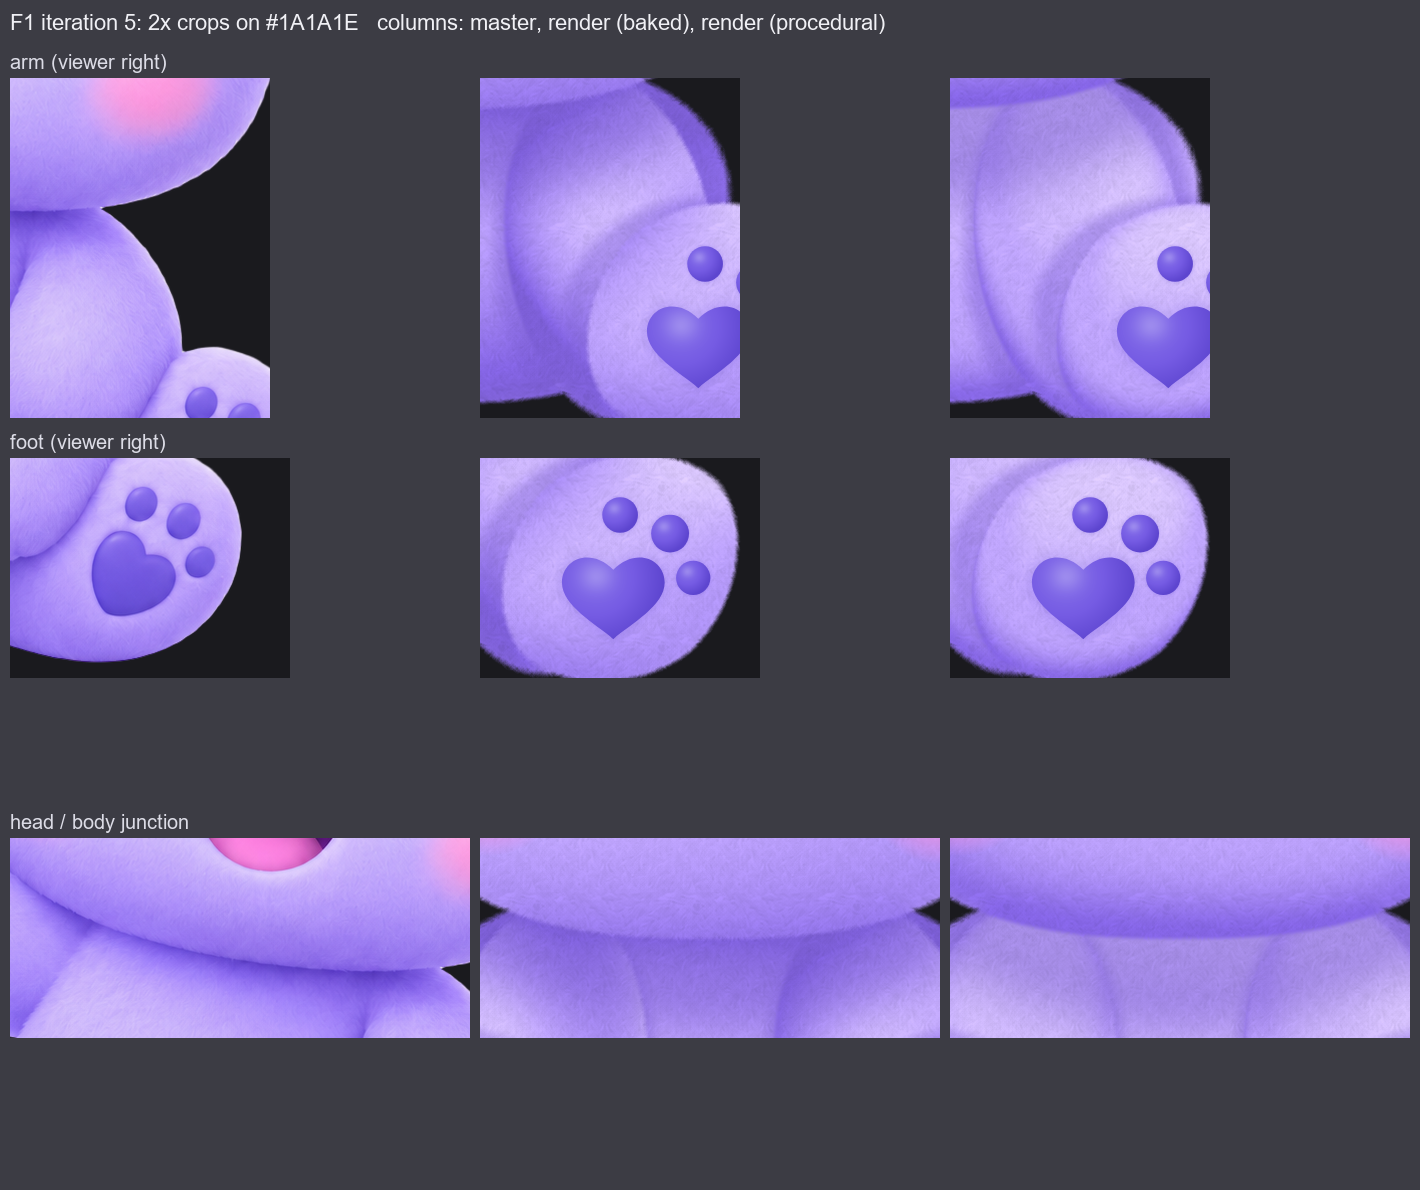 F1 iteration 5: 2x crops on #1A1A1E   columns: master, render (baked), render (procedural)
arm (viewer right)
foot (viewer right)
head / body junction